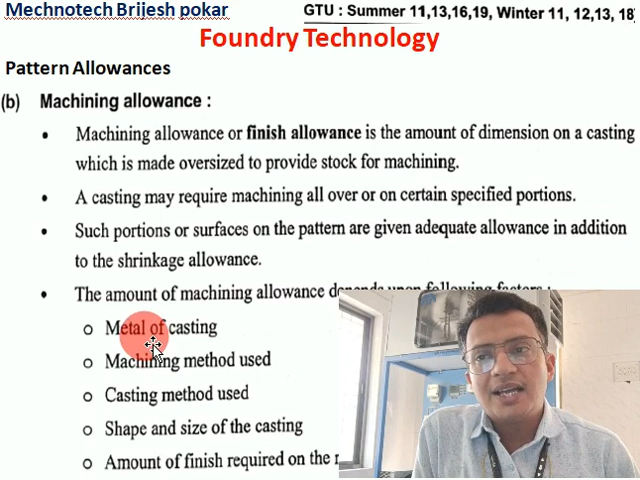 Mechnotech Brijesh pokar
GTU : Summer 11,13,16,19, Winter 11, 12,13, 18
Foundry Technology
Pattern Allowances
(b) Machining allowance :
• Machining allowance or finish allowance is the amount of dimension on a casting
which is made oversized to provide stock for machining.
• A casting may require machining all over or on certain specified portions.
• Such portions or surfaces on the pattern are given adequate allowance in addition
to the shrinkage allowance.
• The amount of machining allowance depends upon following factors :
o Metal of casting
o Machining method used
o Casting method used
o Shape and size of the casting
o Amount of finish required on the